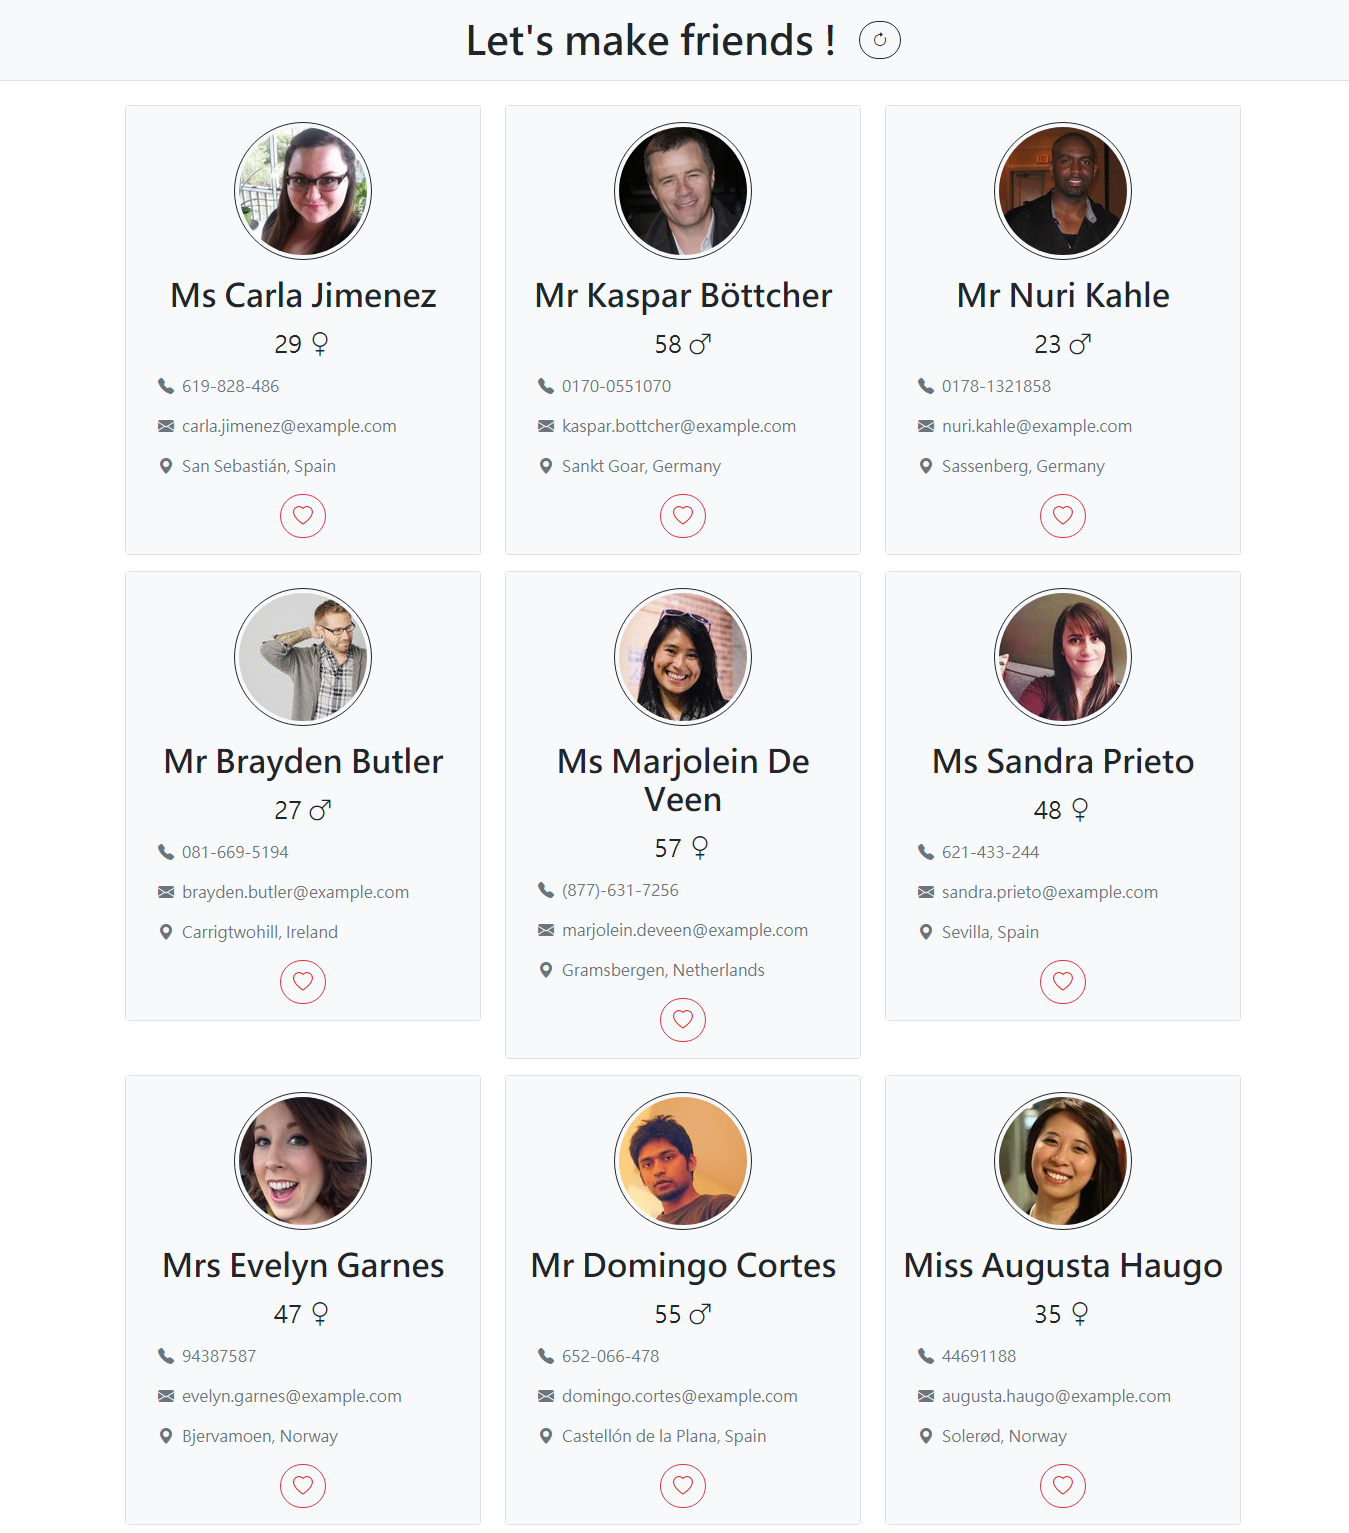 Let's make friends !
Ms Carla Jimenez
29 ♀
619-828-486
carla.jimenez@example.com
San Sebastián, Spain
Mr Kaspar Böttcher
58 ♂
0170-0551070
kaspar.bottcher@example.com
Sankt Goar, Germany
Mr Nuri Kahle
23 ♂
0178-1321858
nuri.kahle@example.com
Sassenberg, Germany
Mr Brayden Butler
27 ♂
081-669-5194
brayden.butler@example.com
Carrigtwohill, Ireland
Ms Marjolein De
Veen
57 ♀
(877)-631-7256
marjolein.deveen@example.com
Gramsbergen, Netherlands
Ms Sandra Prieto
48 ♀
621-433-244
sandra.prieto@example.com
Sevilla, Spain
Mrs Evelyn Garnes
47 ♀
94387587
evelyn.garnes@example.com
Bjervamoen, Norway
Mr Domingo Cortes
55 ♂
652-066-478
domingo.cortes@example.com
Castellón de la Plana, Spain
Miss Augusta Haugo
35 ♀
44691188
augusta.haugo@example.com
Solerød, Norway